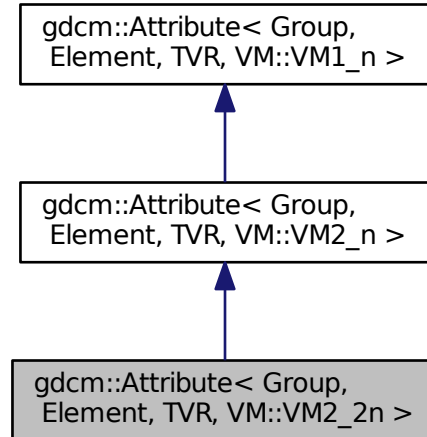 gdcm::Attribute< Group,
Element, TVR, VM::VM1_n >
gdcm::Attribute< Group,
Element, TVR, VM::VM2_n >
gdcm::Attribute< Group,
Element, TVR, VM::VM2_2n >